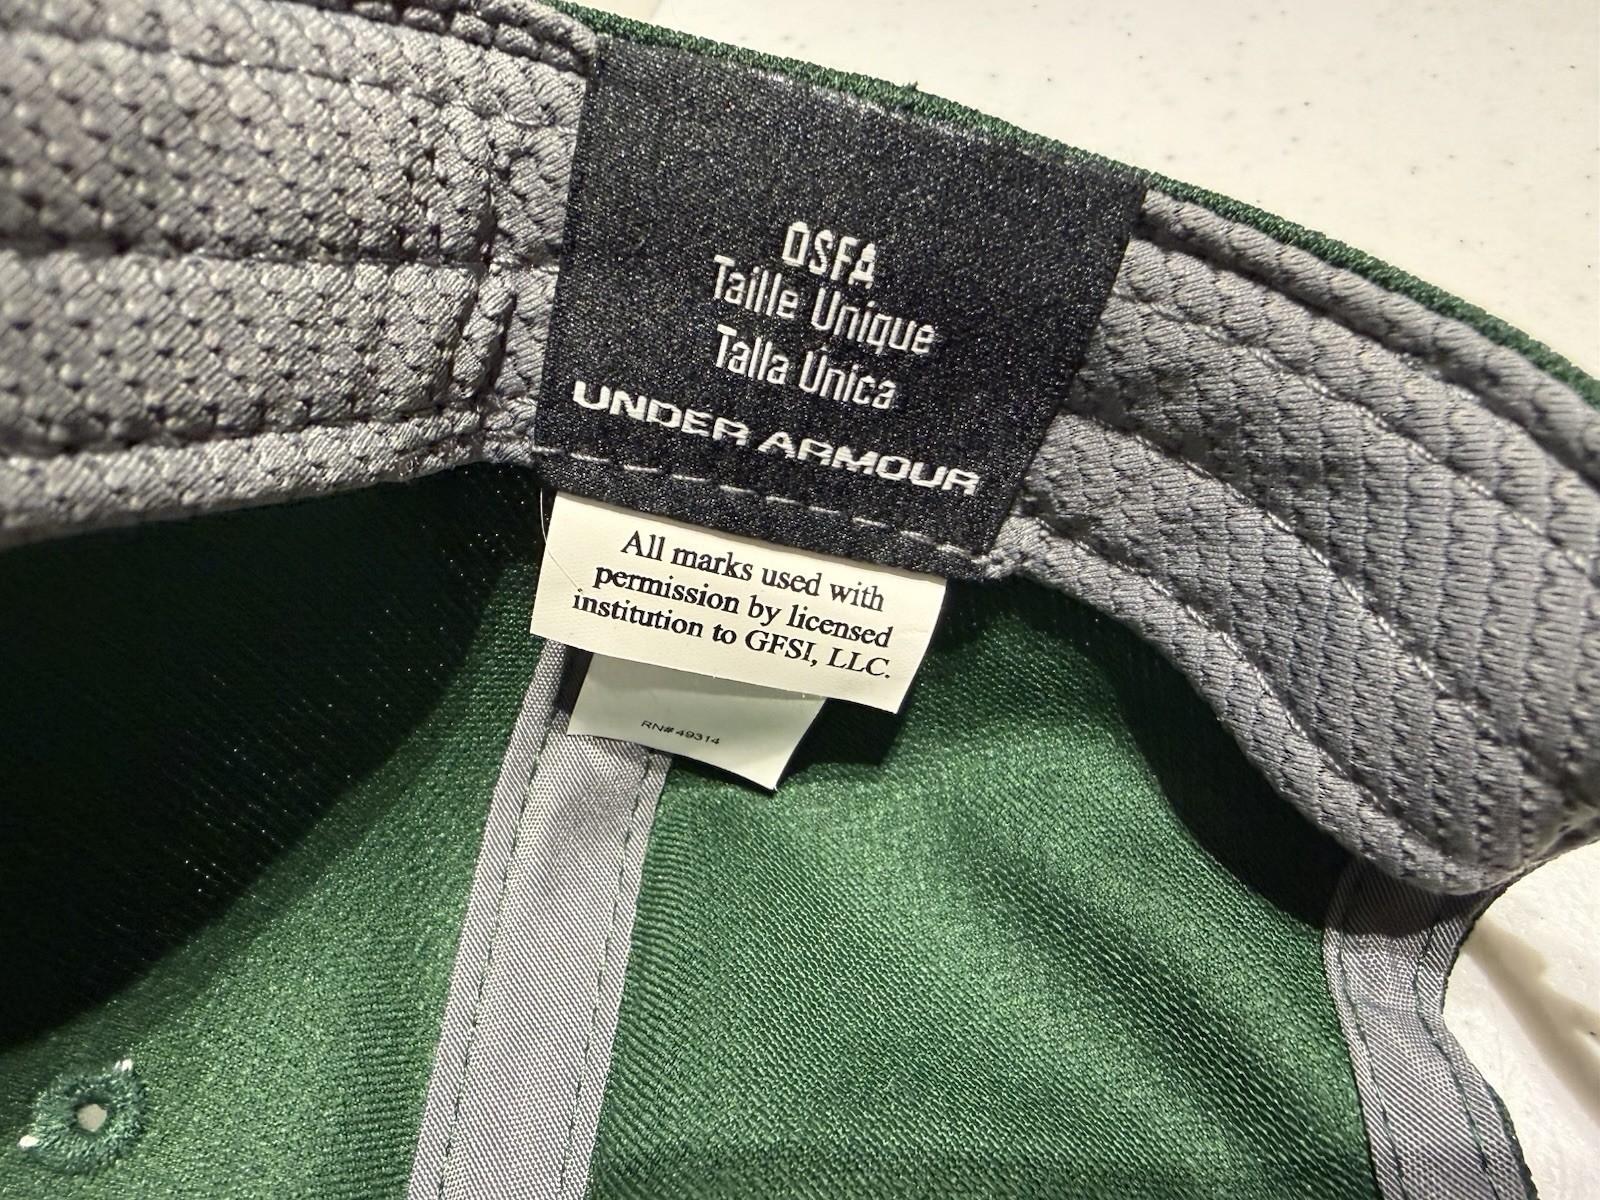 OSFA
Taille Unique
Talla Única
UNDER ARMOUR
All marks used with
permission by licensed
institution to GFSI, LLC.
RN# 49314